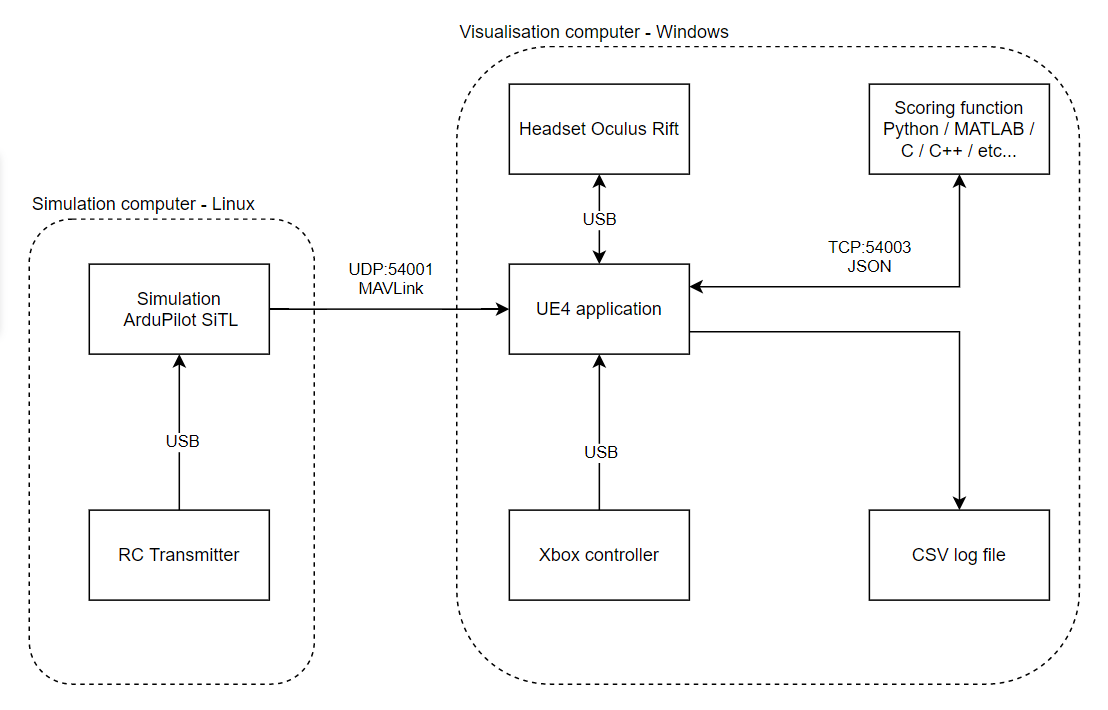 Visualisation computer - Windows
Headset Oculus Rift
Scoring function
Python / MATLAB /
C / C++ / etc...
Simulation computer - Linux
USB
TCP:54003
JSON
UDP:54001
MAVLink
Simulation
ArduPilot SiTL
UE4 application
USB
USB
RC Transmitter
Xbox controller
CSV log file